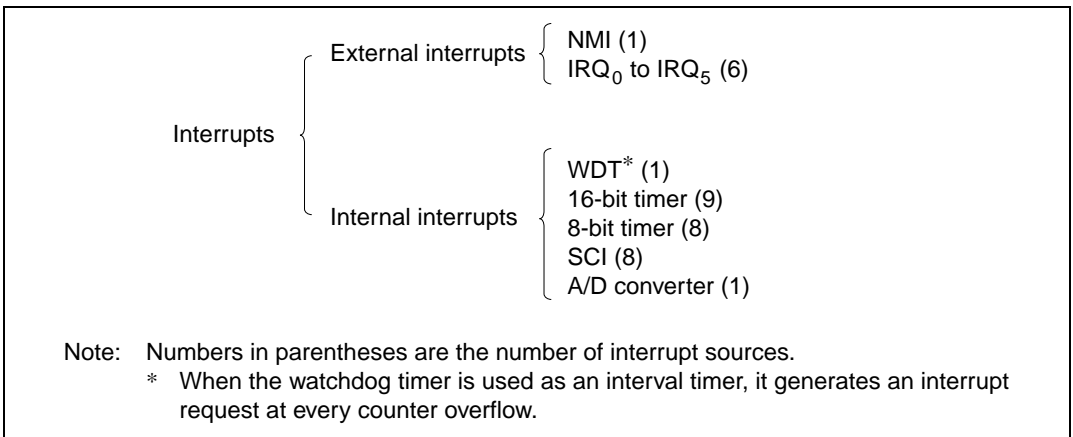 External interrupts
NMI (1)
IRQ0 to IRQ5 (6)
Interrupts
WDT* (1)
16-bit timer (9)
Internal interrupts
8-bit timer (8)
SCI (8)
A/D converter (1)
Note: Numbers in parentheses are the number of interrupt sources.
* When the watchdog timer is used as an interval timer, it generates an interrupt
request at every counter overflow.